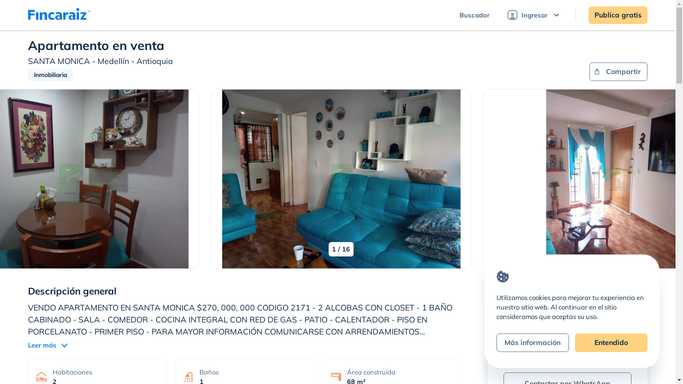 Fincaraiz
Buscador
Ingresar
Publica gratis
Apartamento en venta
SANTA MONICA - Medellín - Antioquia
Inmobiliaria
Compartir
1 / 16
Descripción general
VENDO APARTAMENTO EN SANTA MONICA $270, 000, 000 CODIGO 2171 - 2 ALCOBAS CON CLOSET - 1 BAÑO
CABINADO - SALA - COMEDOR - COCINA INTEGRAL CON RED DE GAS - PATIO - CALENTADOR - PISO EN
PORCELANATO - PRIMER PISO - PARA MAYOR INFORMACIÓN COMUNICARSE CON ARRENDAMIENTOS...
Leer más
Habitaciones
2
Baños
1
Área construida
68 m²
Utilizamos cookies para mejorar tu experiencia en
nuestro sitio web. Al continuar en el sitio
consideramos que aceptas su uso.
Más información
Entendido
Contactar por WhatsApp